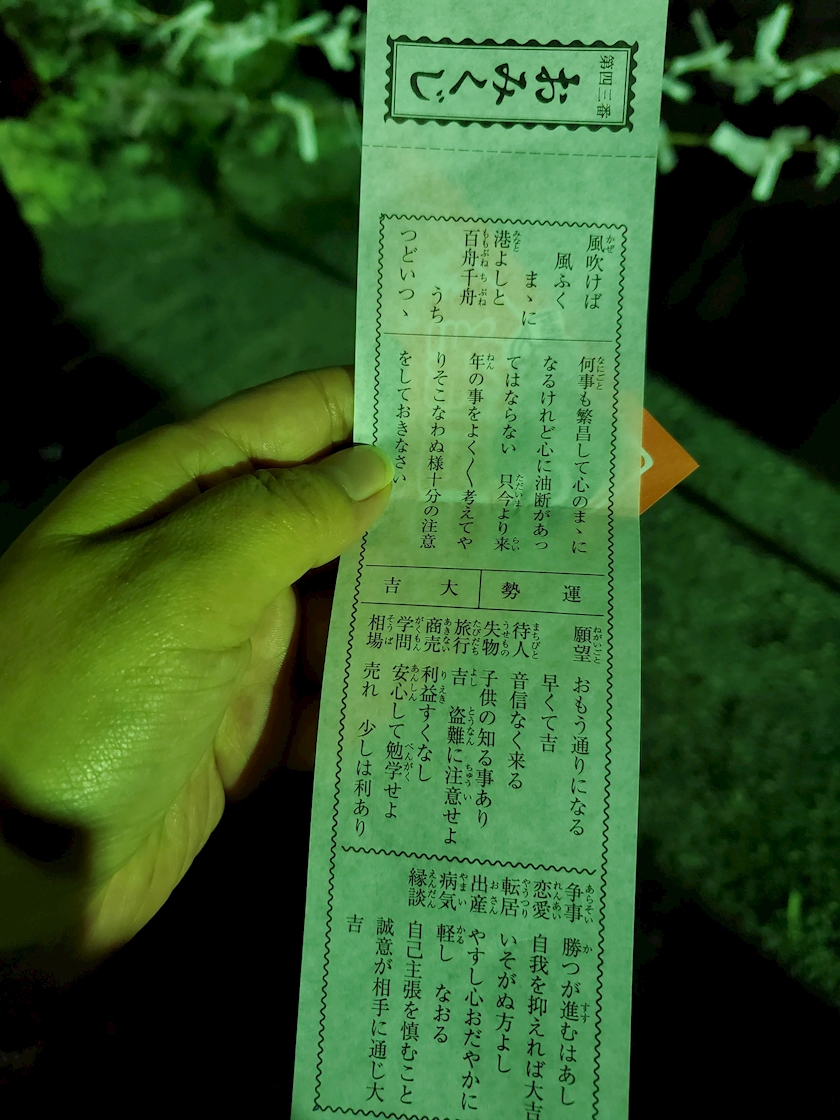 第四三番
おみくじ
風吹けば
風ふく
まゝに
港よしと
百舟千舟
うち
つどいつゝ
何事も繁昌して心のまゝに
なるけれど心に油断があっ
てはならない 只今より来
年の事をよく〱考えてや
りそこなわぬ様十分の注意
をしておきなさい
運勢 大吉
願望 おもう通りになる
早くて吉
待人 音信なく来る
失物 子供の知る事あり
旅行 吉 盗難に注意せよ
商売 利益すくなし
学問 安心して勉学せよ
相場 売れ 少しは利あり
争事 勝つが進むはあし
恋愛 自我を抑えれば大吉
転居 いそがぬ方よし
出産 やすし心おだやかに
病気 軽し なおる
縁談 自己主張を慎むこと
誠意が相手に通じ大
吉